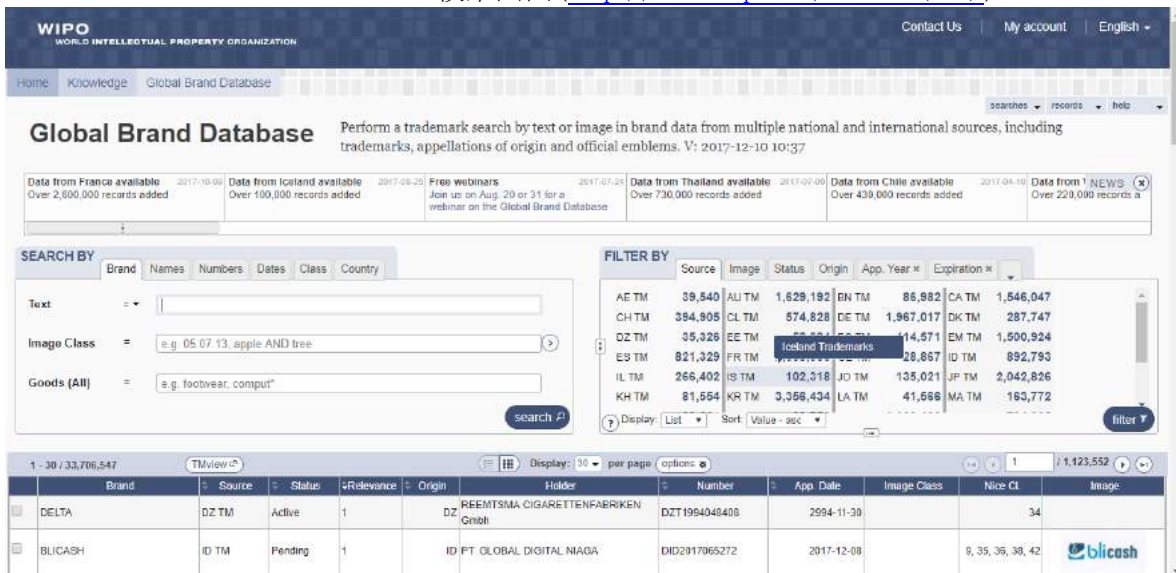 WIPO
WORLD INTELLECTUAL PROPERTY ORGANIZATION
Contact Us
My account
English
Home
Knowledge
Global Brand Database
searches
records
help
Global Brand Database
Perform a trademark search by text or image in brand data from multiple national and international sources, including
trademarks, appellations of origin and official emblems. V: 2017-12-10 10:37
Data from France available 2017-10-09
Over 2,600,000 records added
Data from Iceland available 2017-08-25
Over 100,000 records added
Free webinars 2017-07-24
Join us on Aug. 20 or 31 for a
webinar on the Global Brand Database
Data from Thailand available
Over 730,000 records added
Data from Chile available
Over 430,000 records added
Data from
Over 220,000 records a
NEWS
SEARCH BY
Brand Names Numbers Dates Class Country
Text =
Image Class = e.g. 05.07.13, apple AND tree
Goods (All) = e.g. footwear, comput*
search
FILTER BY
Source Image Status Origin App. Year Expiration
AE TM 39,540 AU TM 1,629,192 BN TM 86,982 CA TM 1,546,047
CH TM 394,905 CL TM 574,828 DE TM 1,967,017 DK TM 287,747
DZ TM 35,326 EE TM 14,571 EM TM 1,500,924
Iceland Trademarks
ES TM 821,329 FR TM 28,867 ID TM 892,793
IL TM 266,402 IS TM 102,318 JO TM 135,021 JP TM 2,042,826
KH TM 81,554 KR TM 3,356,434 LA TM 41,566 MA TM 163,772
? Display: List Sort: Value - asc
filter
1 - 30 / 33,706,547
TMview
Display: 30 per page options
1 / 1,123,552
Brand Source Status Relevance Origin Holder Number App. Date Image Class Nice Cl. Image
DELTA DZ TM Active 1 DZ REEMTSMA CIGARETTENFABRIKEN Gmbh DZT1994048408 2994-11-30 34
BLICASH ID TM Pending 1 ID PT GLOBAL DIGITAL NIAGA DID2017065272 2017-12-08 9, 35, 36, 38, 42 blicash